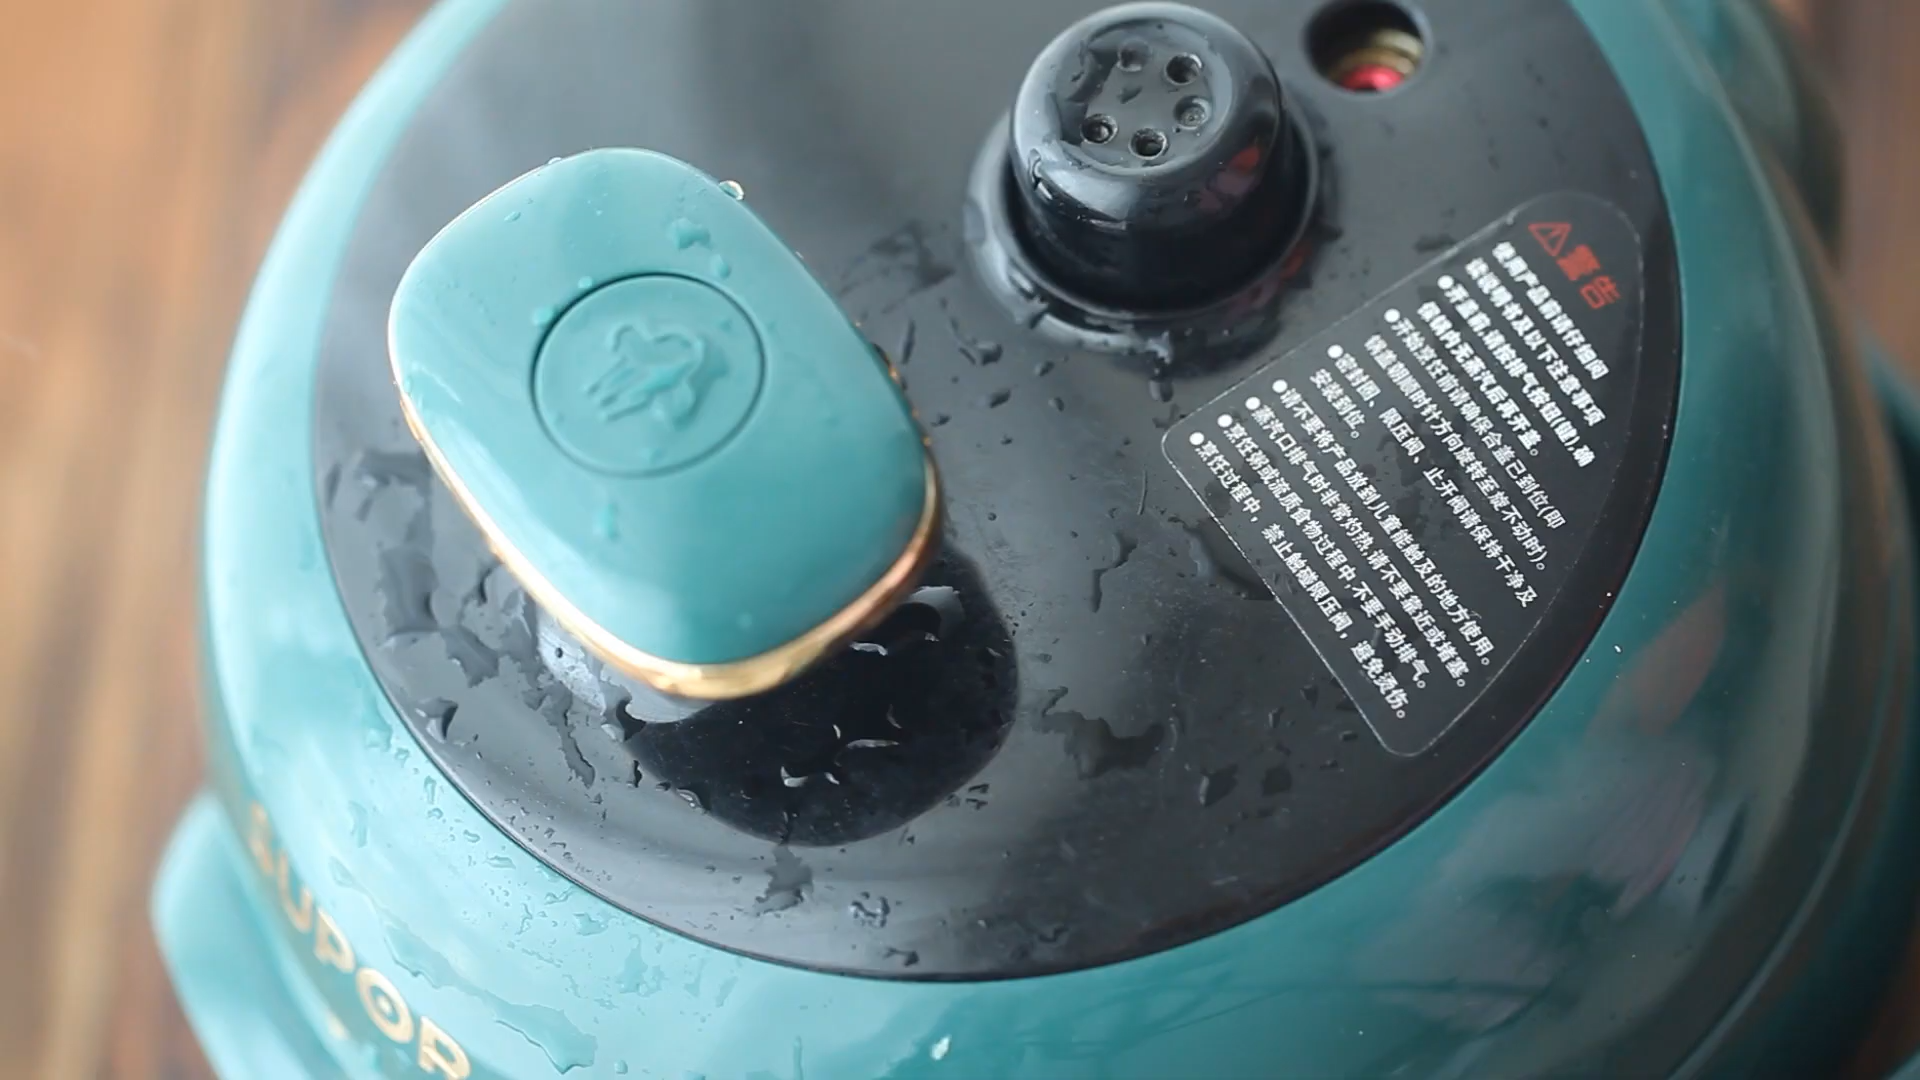 警告
使用产品前请仔细阅
读说明书及以下注意事项
●开盖前,请按排气按钮(键),确
保锅内无蒸汽后再开盖。
●开始烹饪前请确保合盖已到位(即
锅盖朝顺时针方向旋转至旋不动时)。
●密封圈、限压阀、止开阀请保持干净及
安装到位。
●请不要将产品放到儿童能触及的地方使用。
●蒸汽口排气时非常灼热,请不要靠近或堵塞。
●烹饪粥或流质食物过程中,不要手动排气。
●烹饪过程中，禁止触碰限压阀，避免烫伤。
SUPOR